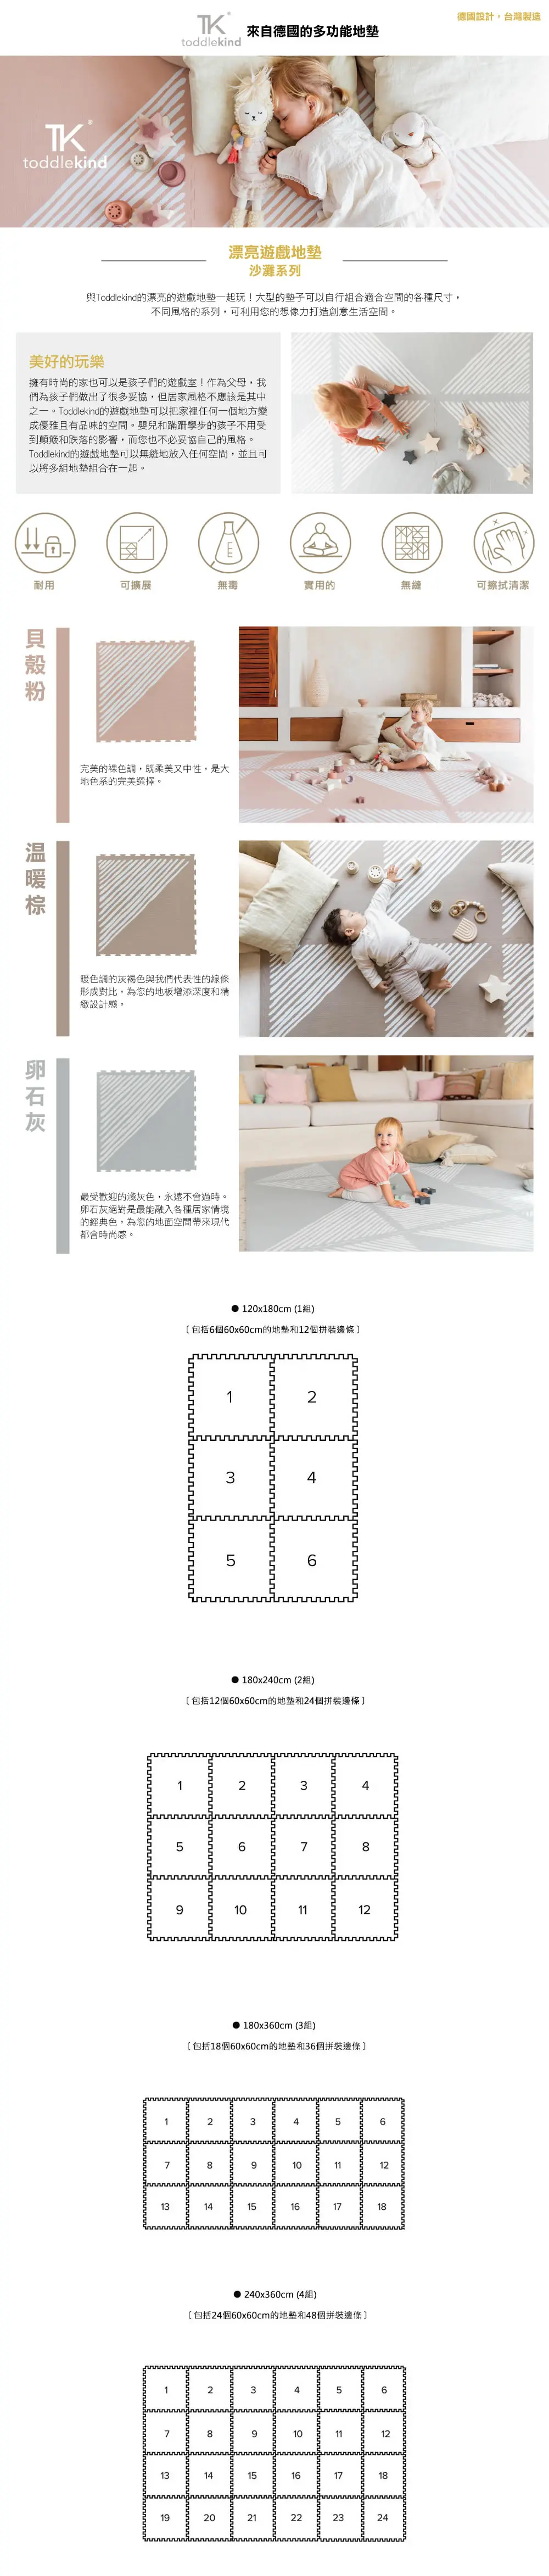 TK®
toddlekind
來自德國的多功能地墊
德國設計，台灣製造
TK®
toddlekind
漂亮遊戲地墊
沙灘系列
與Toddlekind的漂亮的遊戲地墊一起玩！大型的墊子可以自行組合適合空間的各種尺寸，
不同風格的系列，可利用您的想像力打造創意生活空間。
美好的玩樂
擁有時尚的家也可以是孩子們的遊戲室！作為父母，我
們為孩子們做出了很多妥協，但居家風格不應該是其中
之一。Toddlekind的遊戲地墊可以把家裡任何一個地方變
成優雅且有品味的空間。嬰兒和蹣跚學步的孩子不用受
到顛簸和跌落的影響，而您也不必妥協自己的風格。
Toddlekind的遊戲地墊可以無縫地放入任何空間，並且可
以將多組地墊組合在一起。
耐用
可擴展
無毒
實用的
無縫
可擦拭清潔
貝殼粉
完美的裸色調，既柔美又中性，是大
地色系的完美選擇。
温暖棕
暖色調的灰褐色與我們代表性的線條
形成對比，為您的地板增添深度和精
緻設計感。
卵石灰
最受歡迎的淺灰色，永遠不會過時。
卵石灰絕對是最能融入各種居家情境
的經典色，為您的地面空間帶來現代
都會時尚感。
● 120x180cm (1組)
〔 包括6個60x60cm的地墊和12個拼裝邊條 〕
1 2
3 4
5 6
● 180x240cm (2組)
〔 包括12個60x60cm的地墊和24個拼裝邊條 〕
1 2 3 4
5 6 7 8
9 10 11 12
● 180x360cm (3組)
〔 包括18個60x60cm的地墊和36個拼裝邊條 〕
1 2 3 4 5 6
7 8 9 10 11 12
13 14 15 16 17 18
● 240x360cm (4組)
〔 包括24個60x60cm的地墊和48個拼裝邊條 〕
1 2 3 4 5 6
7 8 9 10 11 12
13 14 15 16 17 18
19 20 21 22 23 24